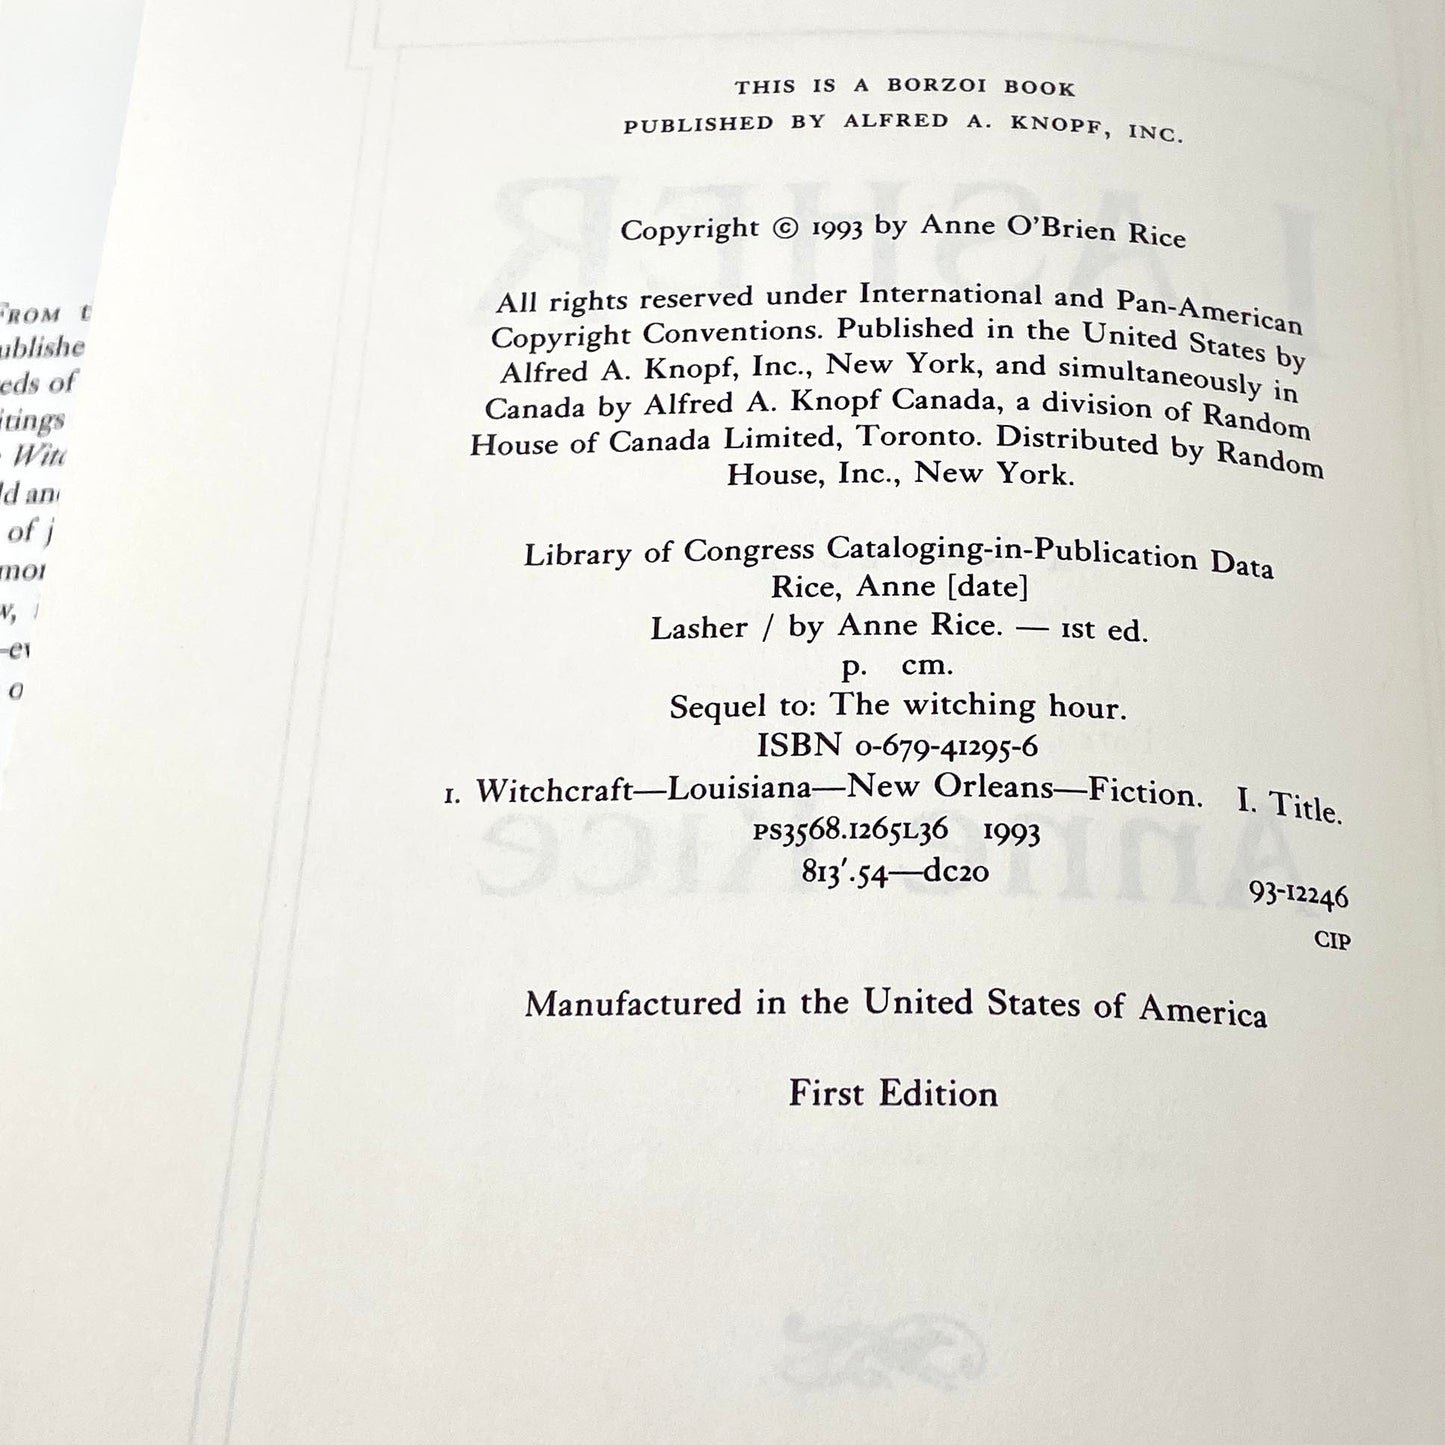 FROM
of
THIS IS A BORZOI BOOK
PUBLISHED BY ALFRED A. KNOPF, INC.
Copyright © 1993 by Anne O'Brien Rice
All rights reserved under International and Pan-American
Copyright Conventions. Published in the United States by
Alfred A. Knopf, Inc., New York, and simultaneously in
Canada by Alfred A. Knopf Canada, a division of Random
House of Canada Limited, Toronto. Distributed by Random
House, Inc., New York.
Library of Congress Cataloging-in-Publication Data
Rice, Anne [date]
Lasher / by Anne Rice. — 1st ed.
p. cm.
Sequel to: The witching hour.
ISBN 0-679-41295-6
1. Witchcraft—Louisiana—New Orleans—Fiction. I. Title.
PS3568.I265L36 1993
813′.54—dc20 93-12246
CIP
Manufactured in the United States of America
First Edition